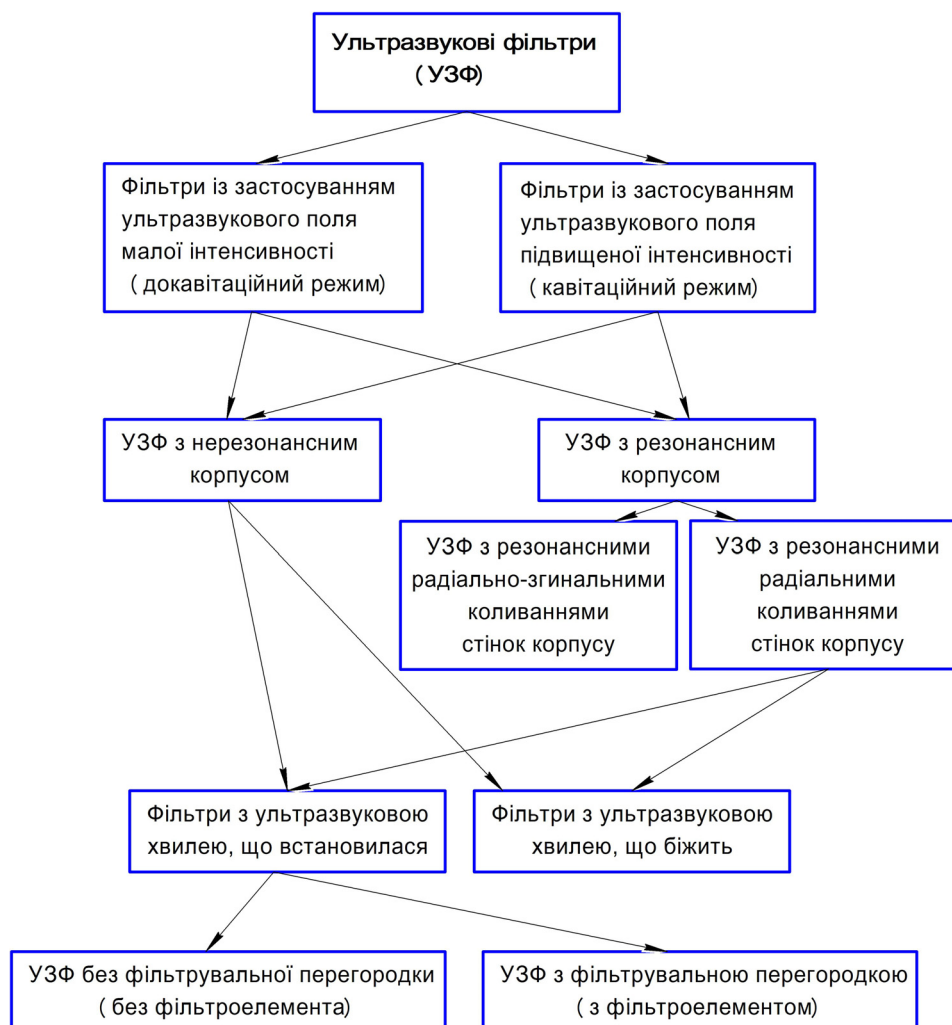 Ультразвукові фільтри
( УЗФ)
Фільтри із застосуванням
ультразвукового поля
малої інтенсивності
( докавітаційний режим)
Фільтри із застосуванням
ультразвукового поля
підвищеної інтенсивності
( кавітаційний режим)
УЗФ з нерезонансним
корпусом
УЗФ з резонансним
корпусом
УЗФ з резонансними
радіально-згинальними
коливаннями
стінок корпусу
УЗФ з резонансними
радіальними
коливаннями
стінок корпусу
Фільтри з ультразвуковою
хвилею, що встановилася
Фільтри з ультразвуковою
хвилею, що біжить
УЗФ без фільтрувальної перегородки
( без фільтроелемента)
УЗФ з фільтрувальною перегородкою
( з фільтроелементом)